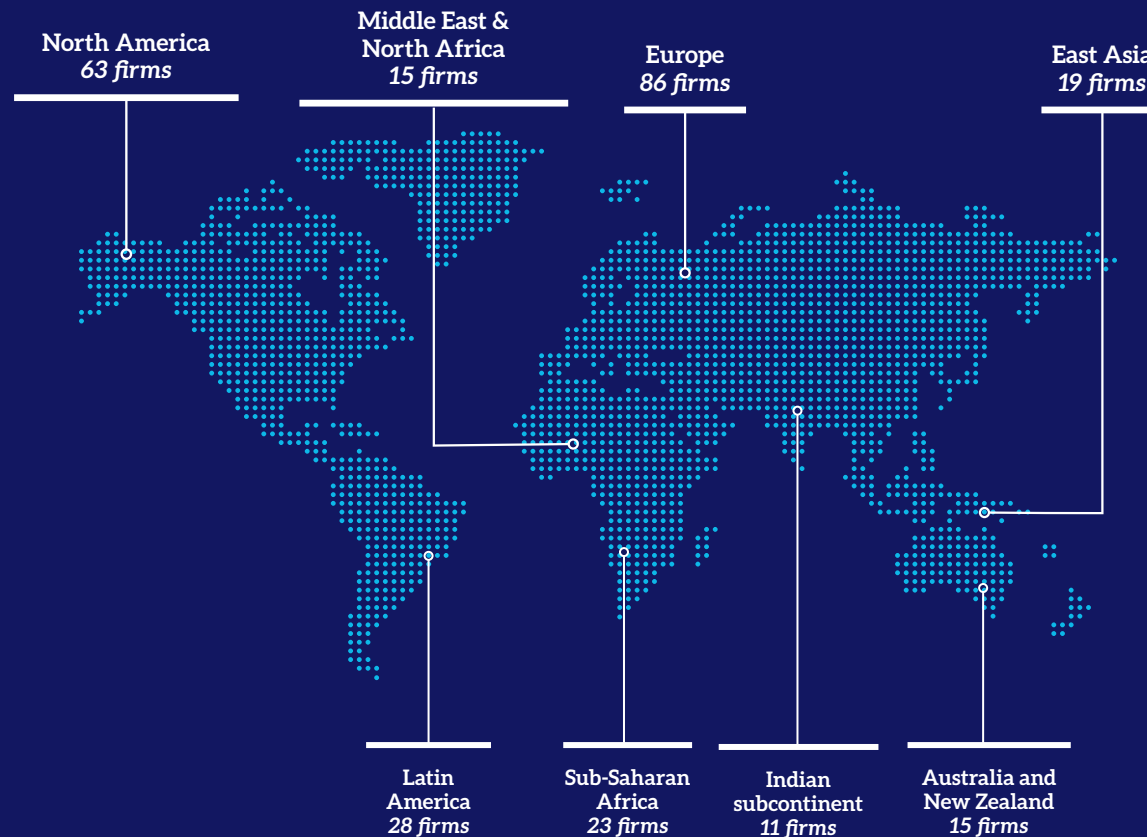 North America
63 firms
Middle East &
North Africa
15 firms
Europe
86 firms
East Asia
19 firms
Latin
America
28 firms
Sub-Saharan
Africa
23 firms
Indian
subcontinent
11 firms
Australia and
New Zealand
15 firms